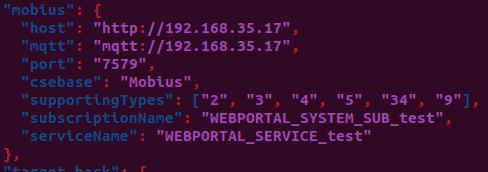 "mobius": {
"host": "http://192.168.35.17",
"mqtt": "mqtt://192.168.35.17",
"port": "7579",
"csebase": "Mobius",
"supportingTypes": ["2", "3", "4", "5", "34", "9"],
"subscriptionName": "WEBPORTAL_SYSTEM_SUB_test",
"serviceName": "WEBPORTAL_SERVICE_test"
},
"target_back": {